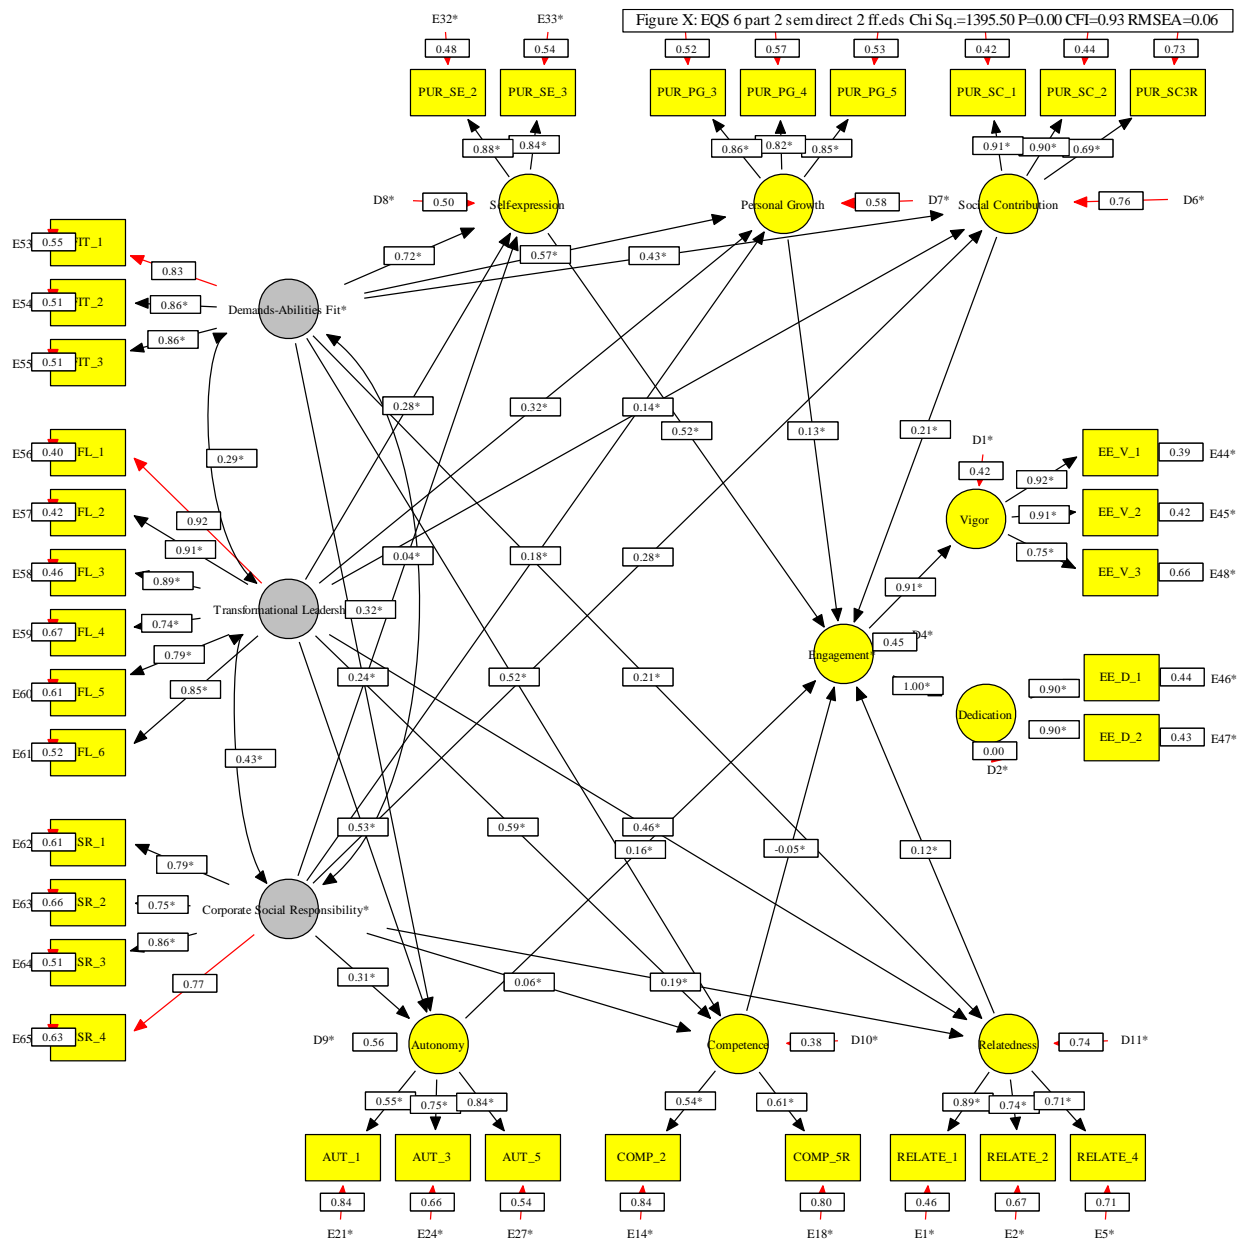 E32*
E33*
Figure X: EQS 6 part 2 sem direct 2 ff.eds Chi Sq.=1395.50 P=0.00 CFI=0.93 RMSEA=0.06
0.48
0.54
0.52
0.57
0.53
0.42
0.44
0.73
PUR_SE_2
PUR_SE_3
PUR_PG_3
PUR_PG_4
PUR_PG_5
PUR_SC_1
PUR_SC_2
PUR_SC3R
0.88*
0.84*
0.86*
0.82*
0.85*
0.91*
0.90*
0.69*
D8*
0.50
Self-expression
Personal Growth
0.58
D7*
Social Contribution
0.76
D6*
E53
0.55
FIT_1
0.72*
0.57*
0.43*
0.83
E54
0.51
FIT_2
0.86*
Demands-Abilities Fit*
0.86*
E55
0.51
FIT_3
0.28*
0.32*
0.14*
0.52*
0.13*
0.21*
D1*
E56
0.40
FL_1
0.29*
0.42
0.92*
EE_V_1
0.39
E44*
E57
0.42
FL_2
0.92
0.91*
Vigor
0.91*
EE_V_2
0.42
E45*
0.04*
0.18*
0.28*
0.75*
E58
0.46
FL_3
0.89*
0.91*
EE_V_3
0.66
E48*
Transformational Leadersh
0.32*
E59
0.67
FL_4
0.74*
0.45
D4*
0.79*
Engagement*
E60
0.61
FL_5
0.85*
0.24*
0.52*
0.21*
1.00*
0.90*
EE_D_1
0.44
E46*
Dedication
0.90*
EE_D_2
0.43
E47*
E61
0.52
FL_6
0.43*
0.00
D2*
E62
0.61
SR_1
0.79*
0.53*
0.59*
0.46*
0.16*
-0.05*
0.12*
E63
0.66
SR_2
0.75*
Corporate Social Responsibility*
0.86*
E64
0.51
SR_3
0.77
0.31*
0.06*
0.19*
E65
0.63
SR_4
D9*
0.56
Autonomy
Competence
0.38
D10*
Relatedness
0.74
D11*
0.55*
0.75*
0.84*
0.54*
0.61*
0.89*
0.74*
0.71*
AUT_1
AUT_3
AUT_5
COMP_2
COMP_5R
RELATE_1
RELATE_2
RELATE_4
0.84
0.66
0.54
0.84
0.80
0.46
0.67
0.71
E21*
E24*
E27*
E14*
E18*
E1*
E2*
E5*